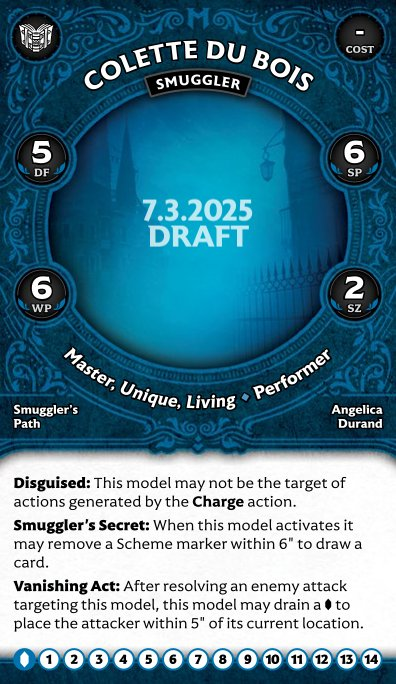 -
COST
COLETTE DU BOIS
SMUGGLER
5
DF
6
SP
7.3.2025
DRAFT
6
WP
2
SZ
Master, Unique, Living ⬥ Performer
Smuggler's
Path
Angelica
Durand
Disguised: This model may not be the target of
actions generated by the Charge action.
Smuggler's Secret: When this model activates it
may remove a Scheme marker within 6" to draw a
card.
Vanishing Act: After resolving an enemy attack
targeting this model, this model may drain a ⬧ to
place the attacker within 5" of its current location.
1 2 3 4 5 6 7 8 9 10 11 12 13 14